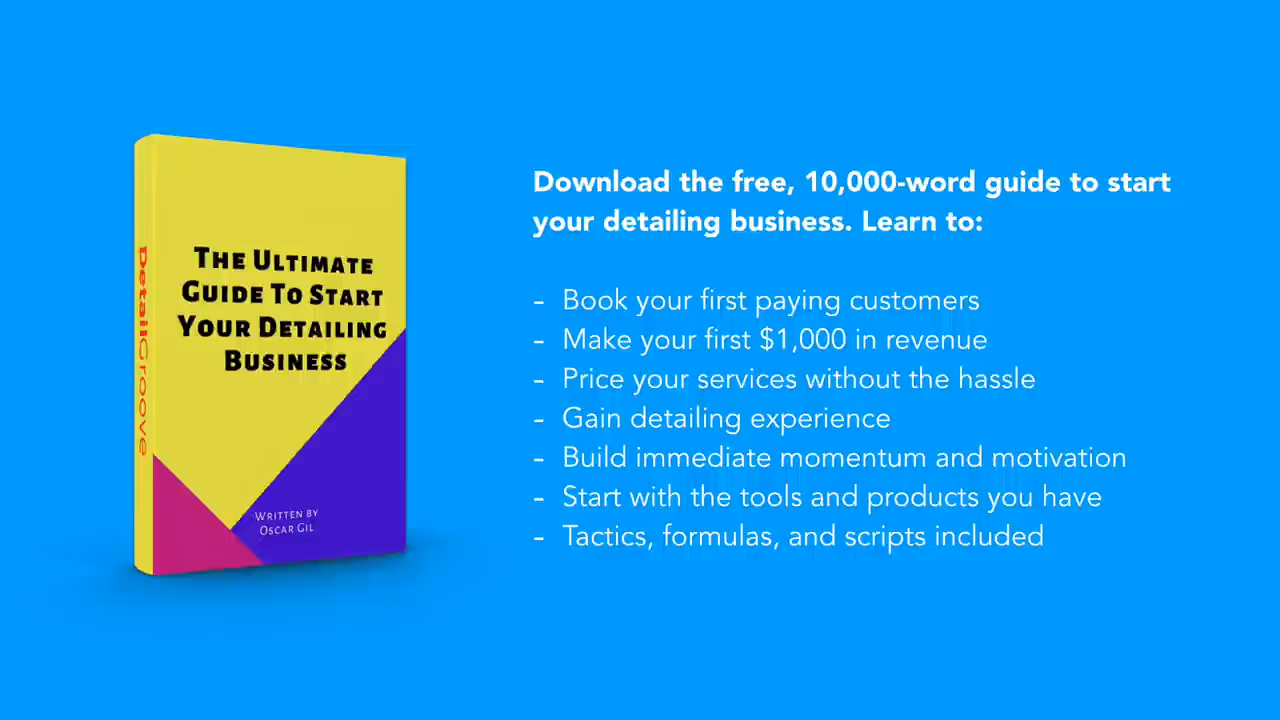 DetailGroove
THE ULTIMATE
GUIDE TO START
YOUR DETAILING
BUSINESS
WRITTEN BY
OSCAR GIL
Download the free, 10,000-word guide to start
your detailing business. Learn to:
- Book your first paying customers
- Make your first $1,000 in revenue
- Price your services without the hassle
- Gain detailing experience
- Build immediate momentum and motivation
- Start with the tools and products you have
- Tactics, formulas, and scripts included